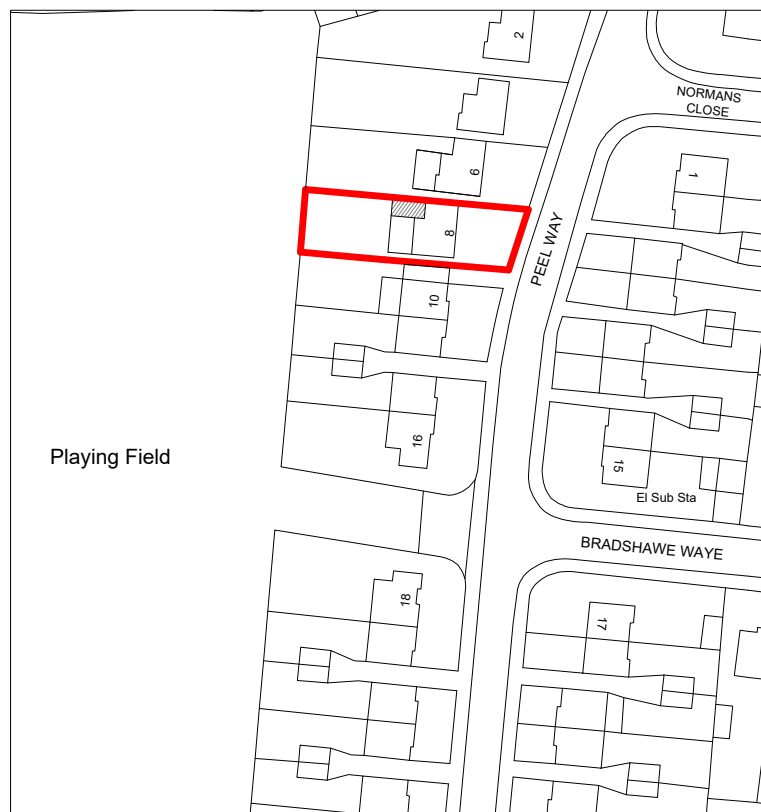 2
NORMANS
CLOSE
1
6
8
PEEL WAY
10
Playing Field
16
15
El Sub Sta
BRADSHAWE WAYE
18
17